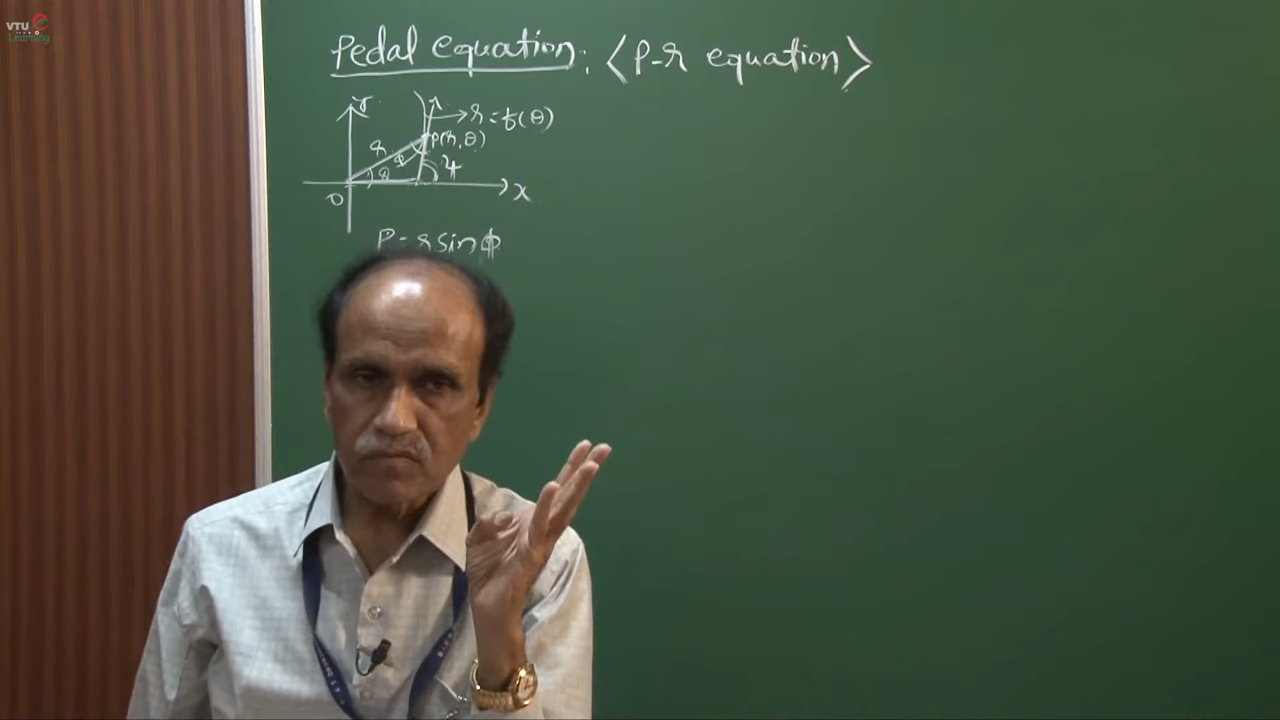 VTU e
Learning
Pedal equation: <P-r equation>
Y
r = f(θ)
P(r, θ)
r
φ
θ
ψ
O
x
P = r sin φ